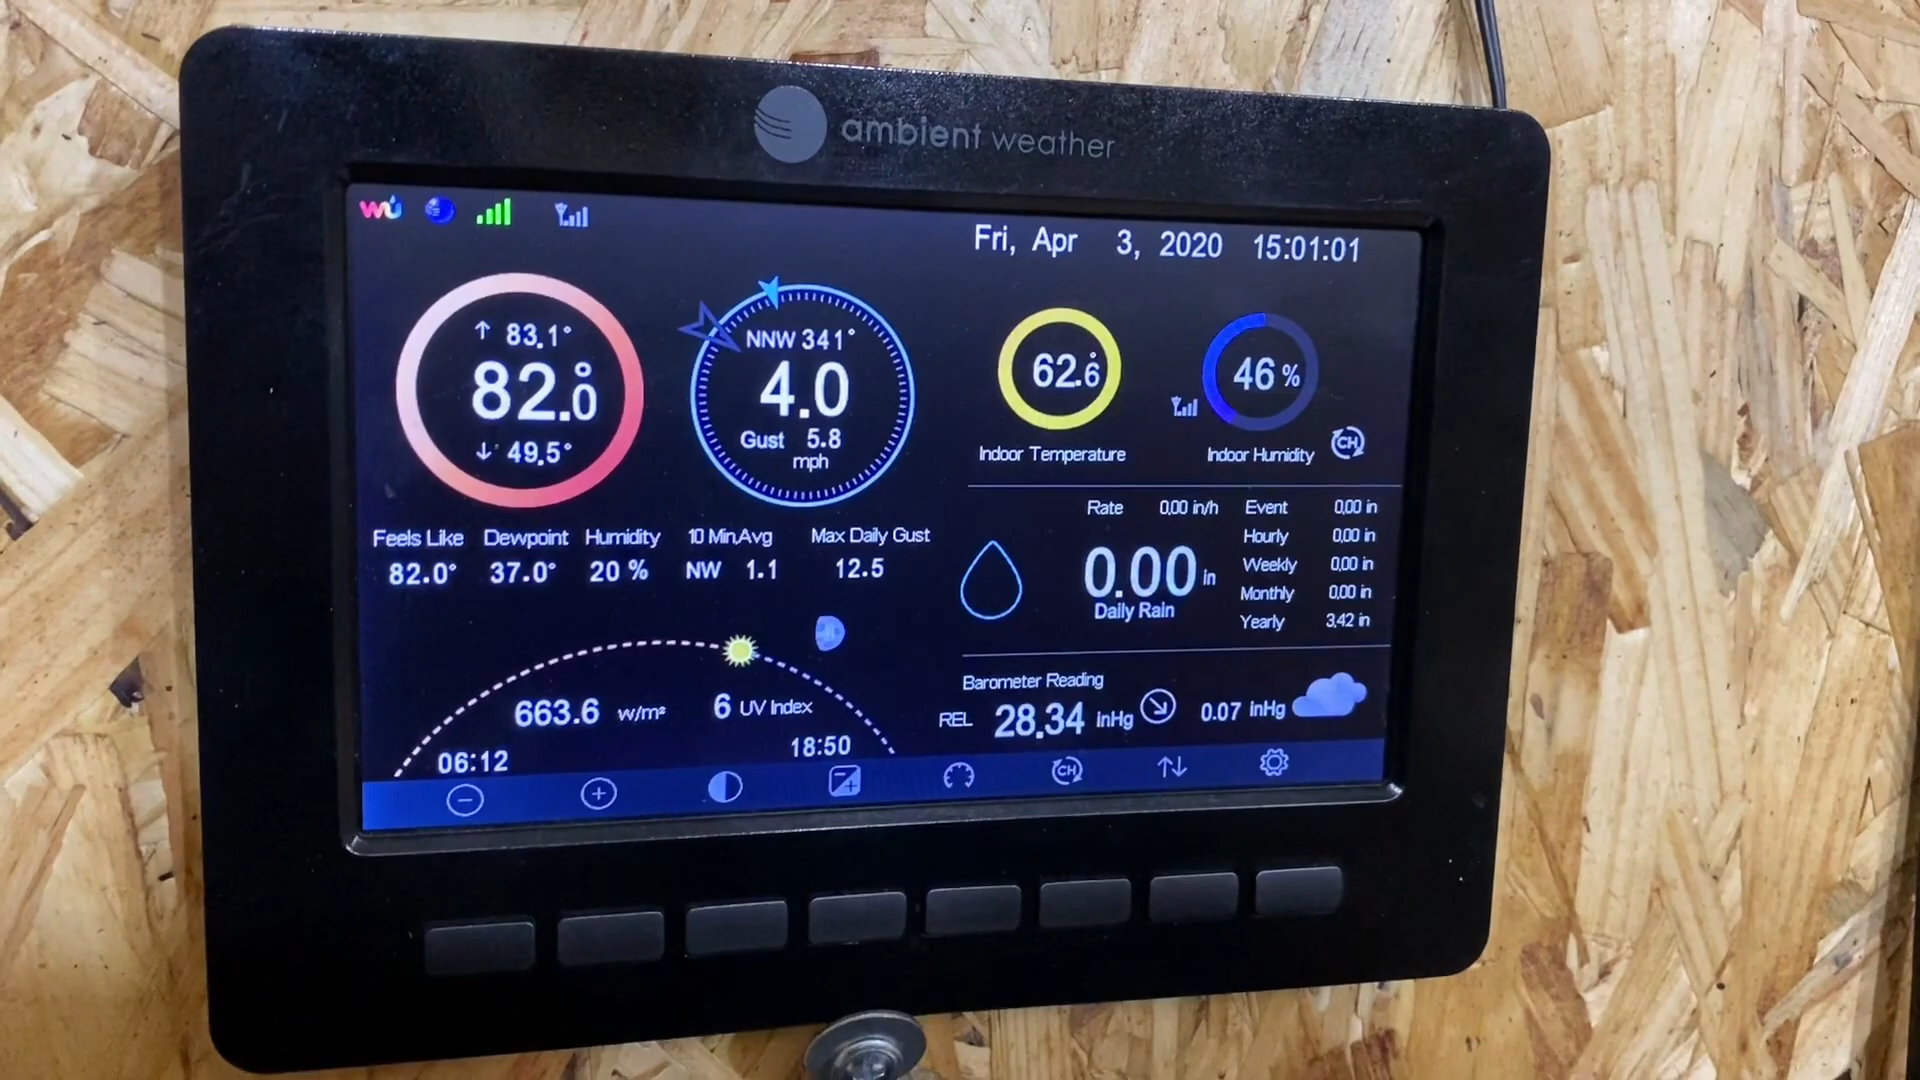 ambient weather
WU
Fri, Apr 3, 2020 15:01:01
↑ 83.1°
82.0°
↓ 49.5°
NNW 341°
4.0
Gust 5.8
mph
62.6°
Indoor Temperature
46 %
Indoor Humidity
CH
Feels Like Dewpoint Humidity 10 Min.Avg Max Daily Gust
82.0° 37.0° 20 % NW 1.1 12.5
Rate 0.00 in/h
0.00 in
Daily Rain
Event 0.00 in
Hourly 0.00 in
Weekly 0.00 in
Monthly 0.00 in
Yearly 3.42 in
663.6 w/m² 6 UV Index
06:12 18:50
Barometer Reading
REL 28.34 inHg 0.07 inHg
CH